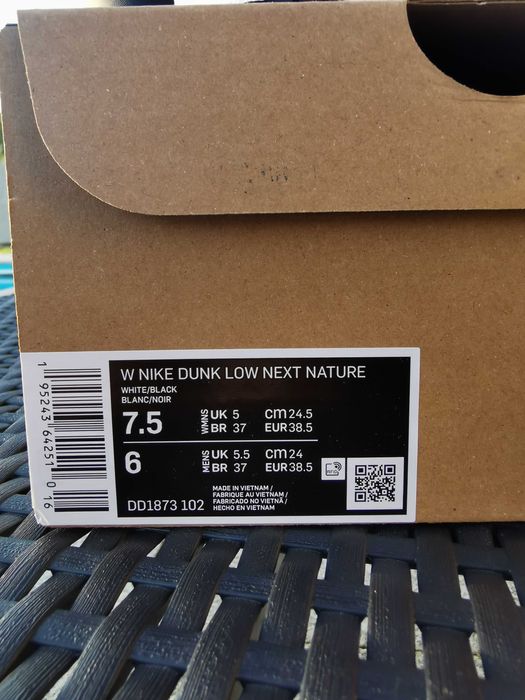 W NIKE DUNK LOW NEXT NATURE
WHITE/BLACK
BLANC/NOIR
7.5 WMNS UK 5 cm 24.5
BR 37 EUR 38.5
6 MENS UK 5.5 cm 24
BR 37 EUR 38.5
MADE IN VIETNAM /
FABRIQUE AU VIETNAM /
FABRICADO NO VIETNÃ /
HECHO EN VIETNAM
DD1873 102
RFID
1 95243 64251 0 16